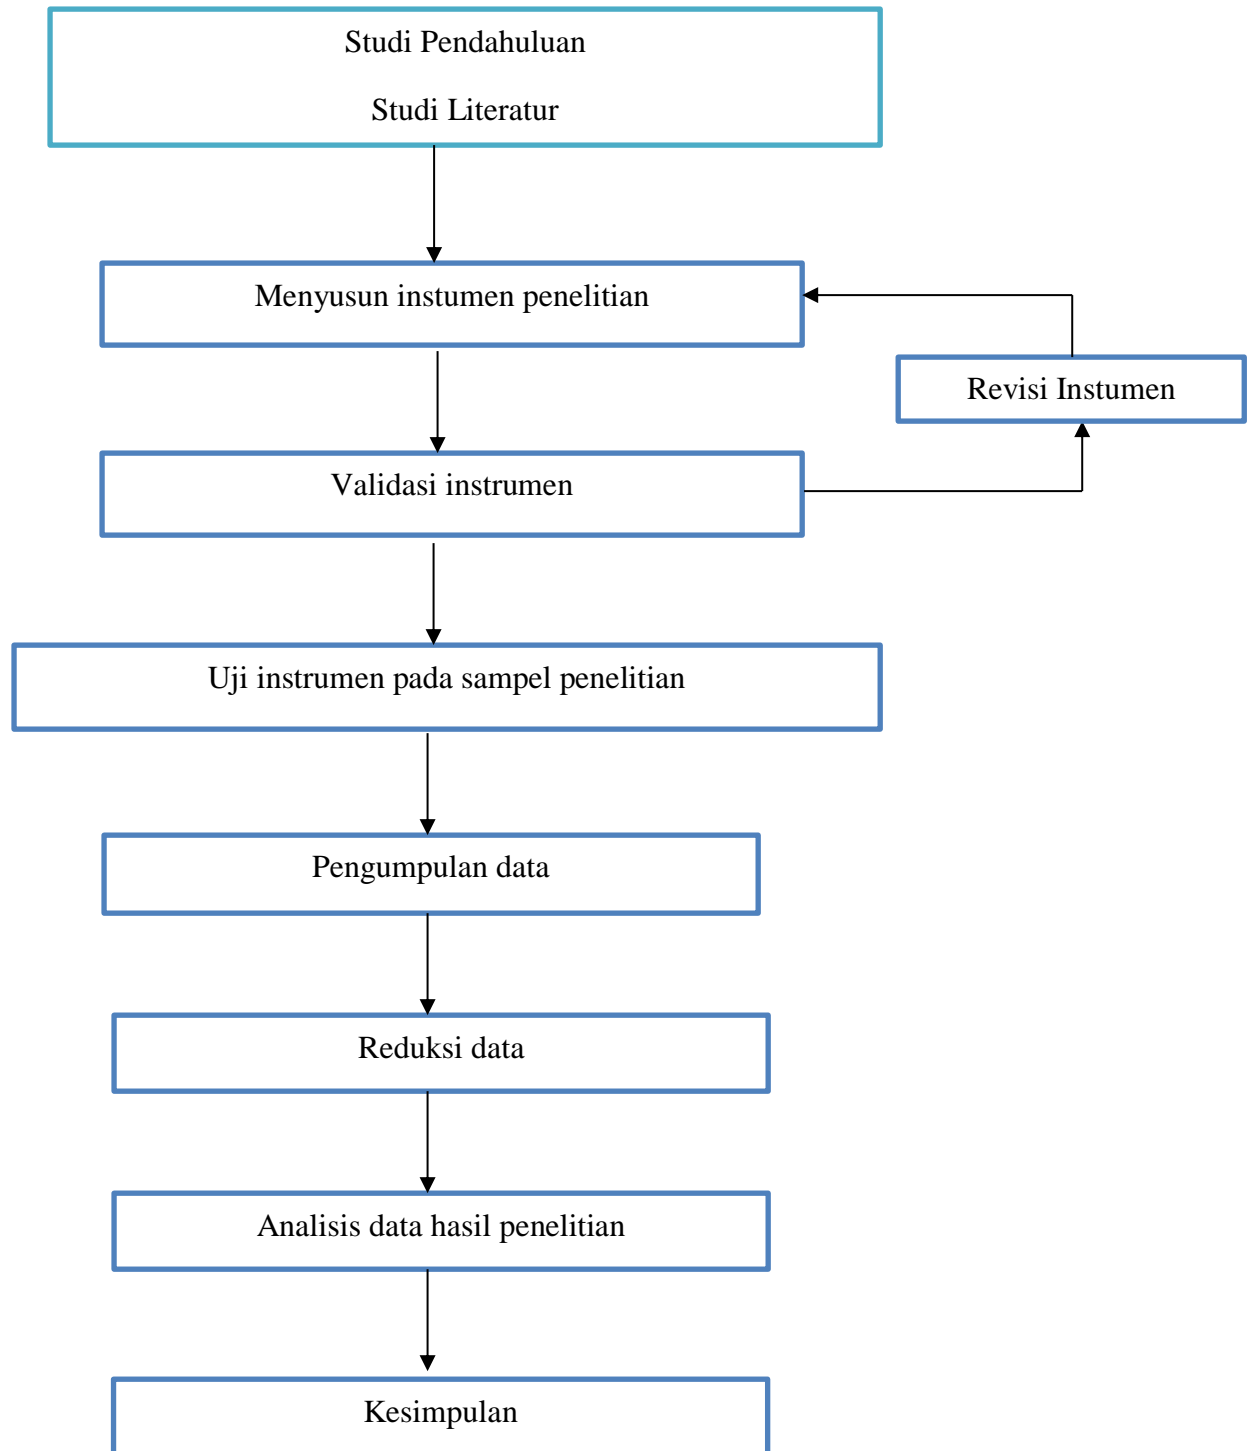 Studi Pendahuluan
Studi Literatur
Menyusun instumen penelitian
Revisi Instumen
Validasi instrumen
Uji instrumen pada sampel penelitian
Pengumpulan data
Reduksi data
Analisis data hasil penelitian
Kesimpulan